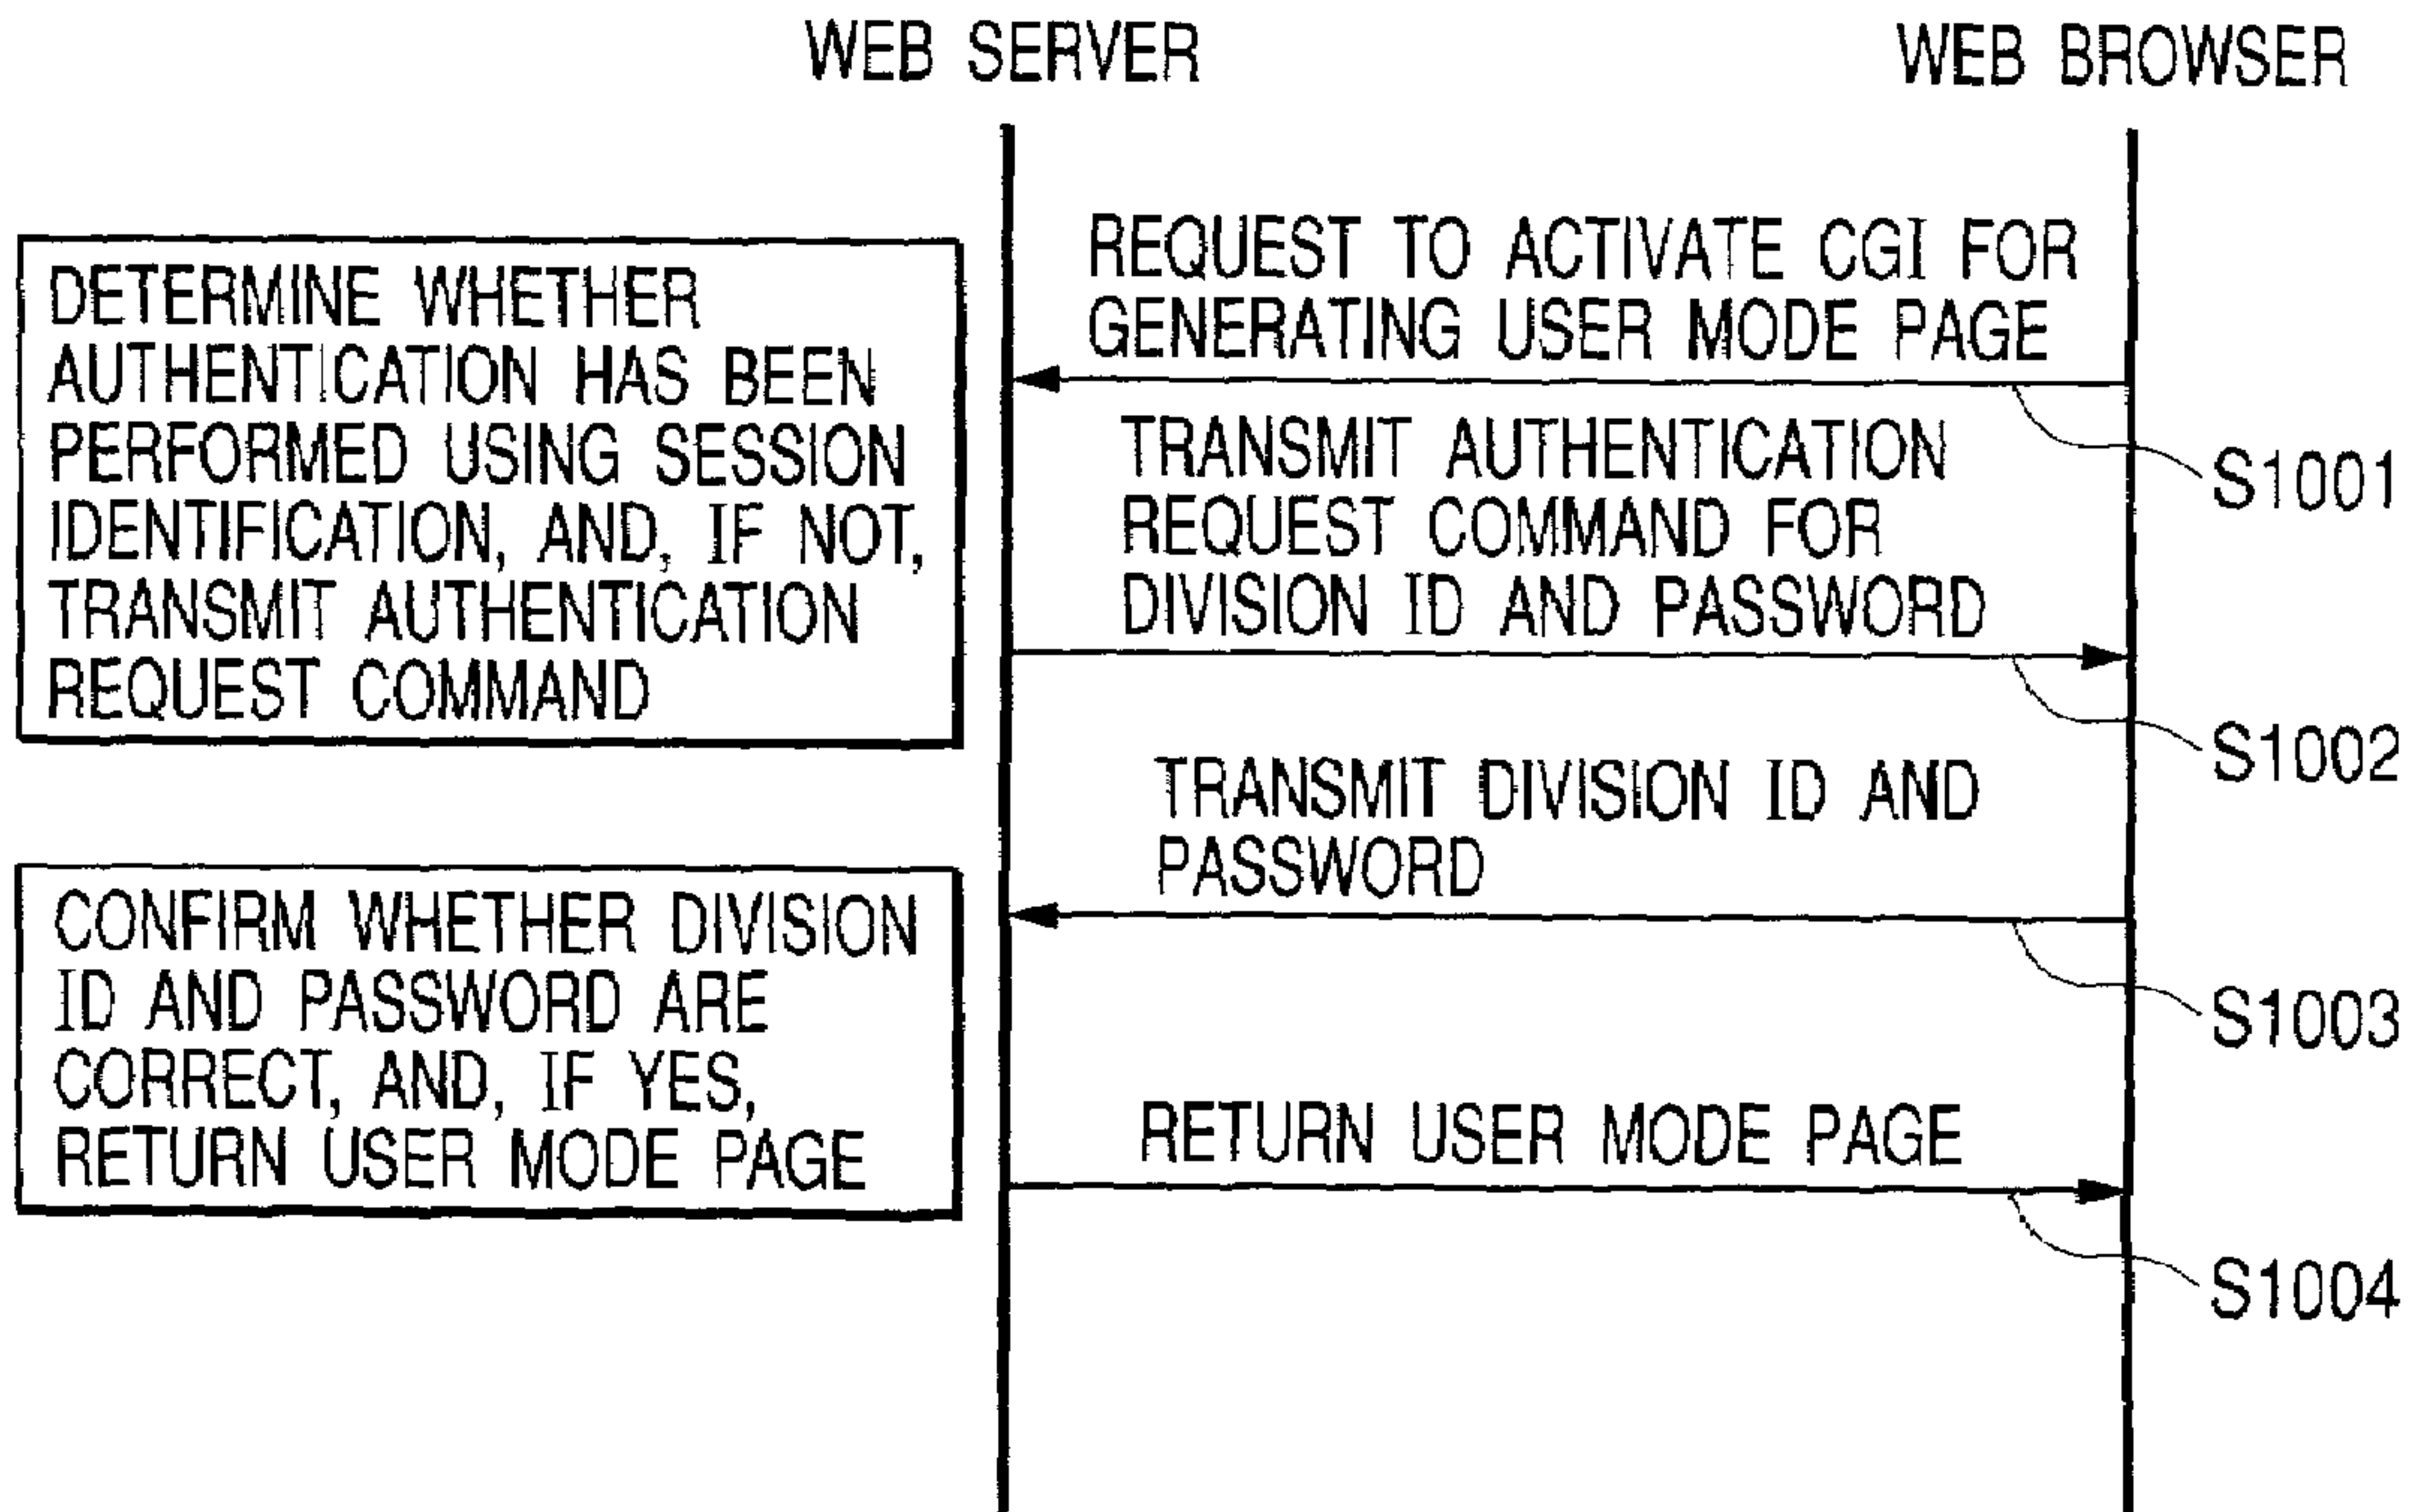 WEB SERVER
WEB BROWSER
DETERMINE WHETHER
AUTHENTICATION HAS BEEN
PERFORMED USING SESSION
IDENTIFICATION, AND, IF NOT,
TRANSMIT AUTHENTICATION
REQUEST COMMAND
REQUEST TO ACTIVATE CGI FOR
GENERATING USER MODE PAGE
S1001
TRANSMIT AUTHENTICATION
REQUEST COMMAND FOR
DIVISION ID AND PASSWORD
S1002
TRANSMIT DIVISION ID AND
PASSWORD
S1003
CONFIRM WHETHER DIVISION
ID AND PASSWORD ARE
CORRECT, AND, IF YES,
RETURN USER MODE PAGE
RETURN USER MODE PAGE
S1004